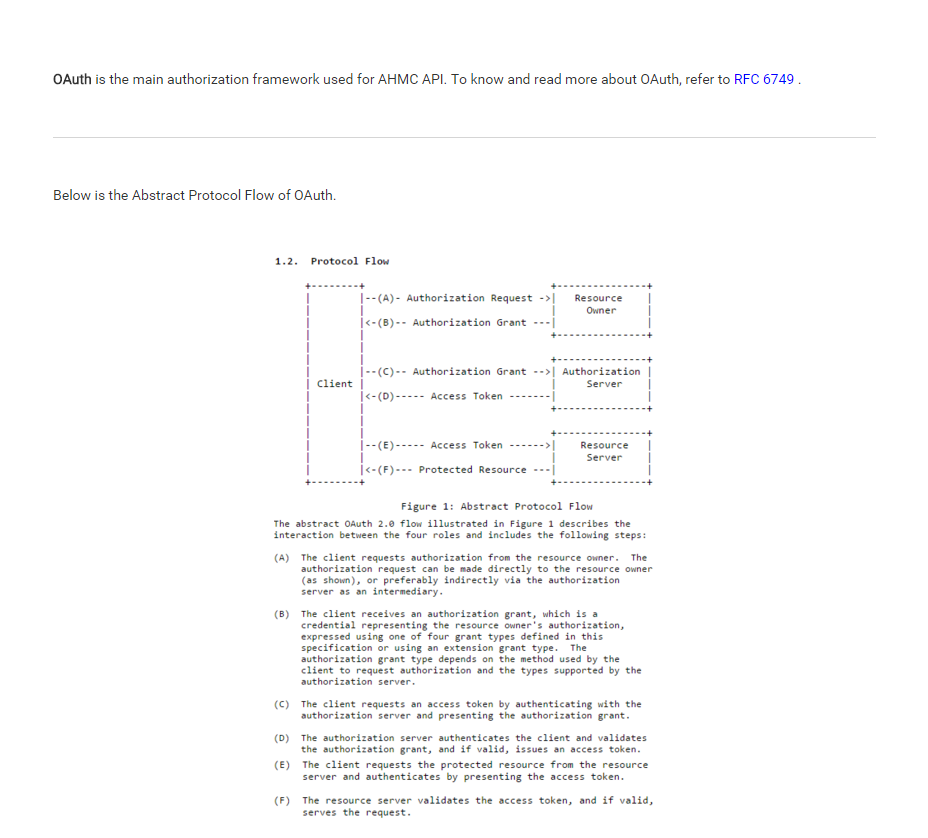 OAuth is the main authorization framework used for AHMC API. To know and read more about OAuth, refer to RFC 6749 .
Below is the Abstract Protocol Flow of OAuth.
1.2.  Protocol Flow
+--------+                               +---------------+
|        |--(A)- Authorization Request ->|   Resource    |
|        |                               |     Owner     |
|        |<-(B)-- Authorization Grant ---|               |
|        |                               +---------------+
|        |
|        |                               +---------------+
|        |--(C)-- Authorization Grant -->| Authorization |
| Client |                               |     Server    |
|        |<-(D)----- Access Token -------|               |
|        |                               +---------------+
|        |
|        |                               +---------------+
|        |--(E)----- Access Token ------>|    Resource   |
|        |                               |     Server    |
|        |<-(F)--- Protected Resource ---|               |
+--------+                               +---------------+
Figure 1: Abstract Protocol Flow
The abstract OAuth 2.0 flow illustrated in Figure 1 describes the
interaction between the four roles and includes the following steps:
(A)  The client requests authorization from the resource owner.  The
authorization request can be made directly to the resource owner
(as shown), or preferably indirectly via the authorization
server as an intermediary.
(B)  The client receives an authorization grant, which is a
credential representing the resource owner's authorization,
expressed using one of four grant types defined in this
specification or using an extension grant type.  The
authorization grant type depends on the method used by the
client to request authorization and the types supported by the
authorization server.
(C)  The client requests an access token by authenticating with the
authorization server and presenting the authorization grant.
(D)  The authorization server authenticates the client and validates
the authorization grant, and if valid, issues an access token.
(E)  The client requests the protected resource from the resource
server and authenticates by presenting the access token.
(F)  The resource server validates the access token, and if valid,
serves the request.